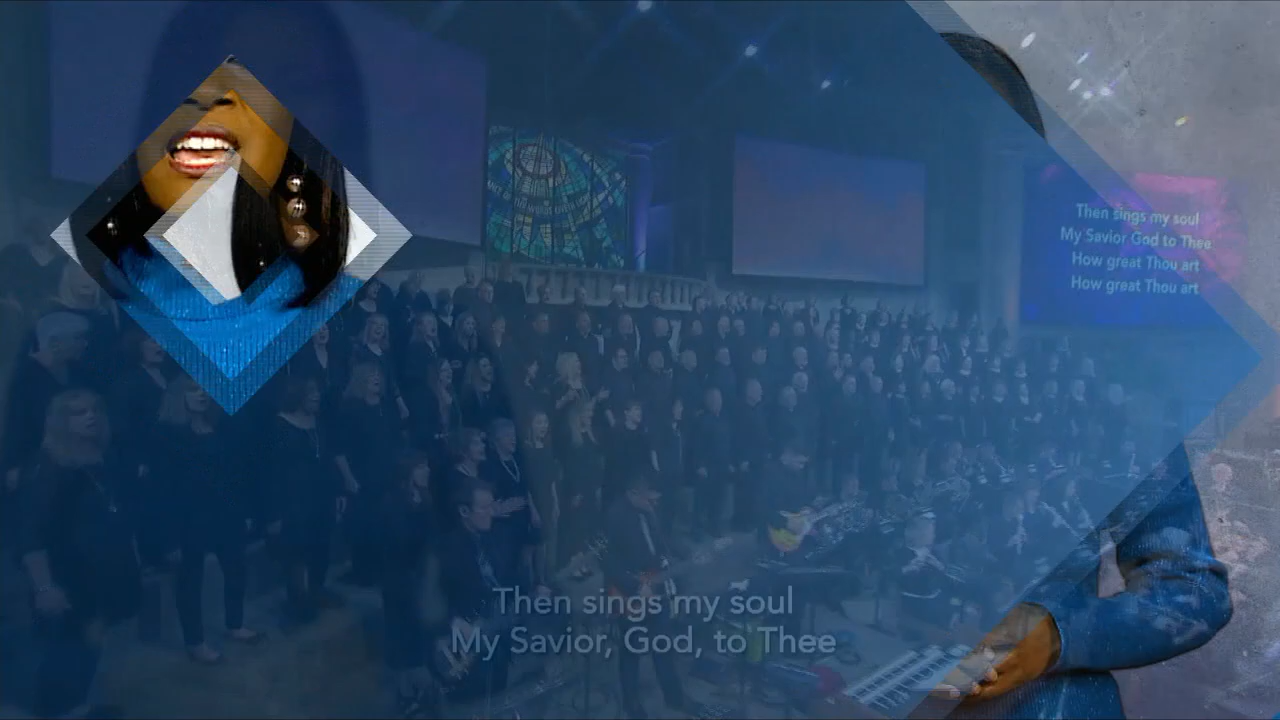 Then sings my soul
My Savior God to Thee
How great Thou art
How great Thou art
Then sings my soul
My Savior, God, to Thee